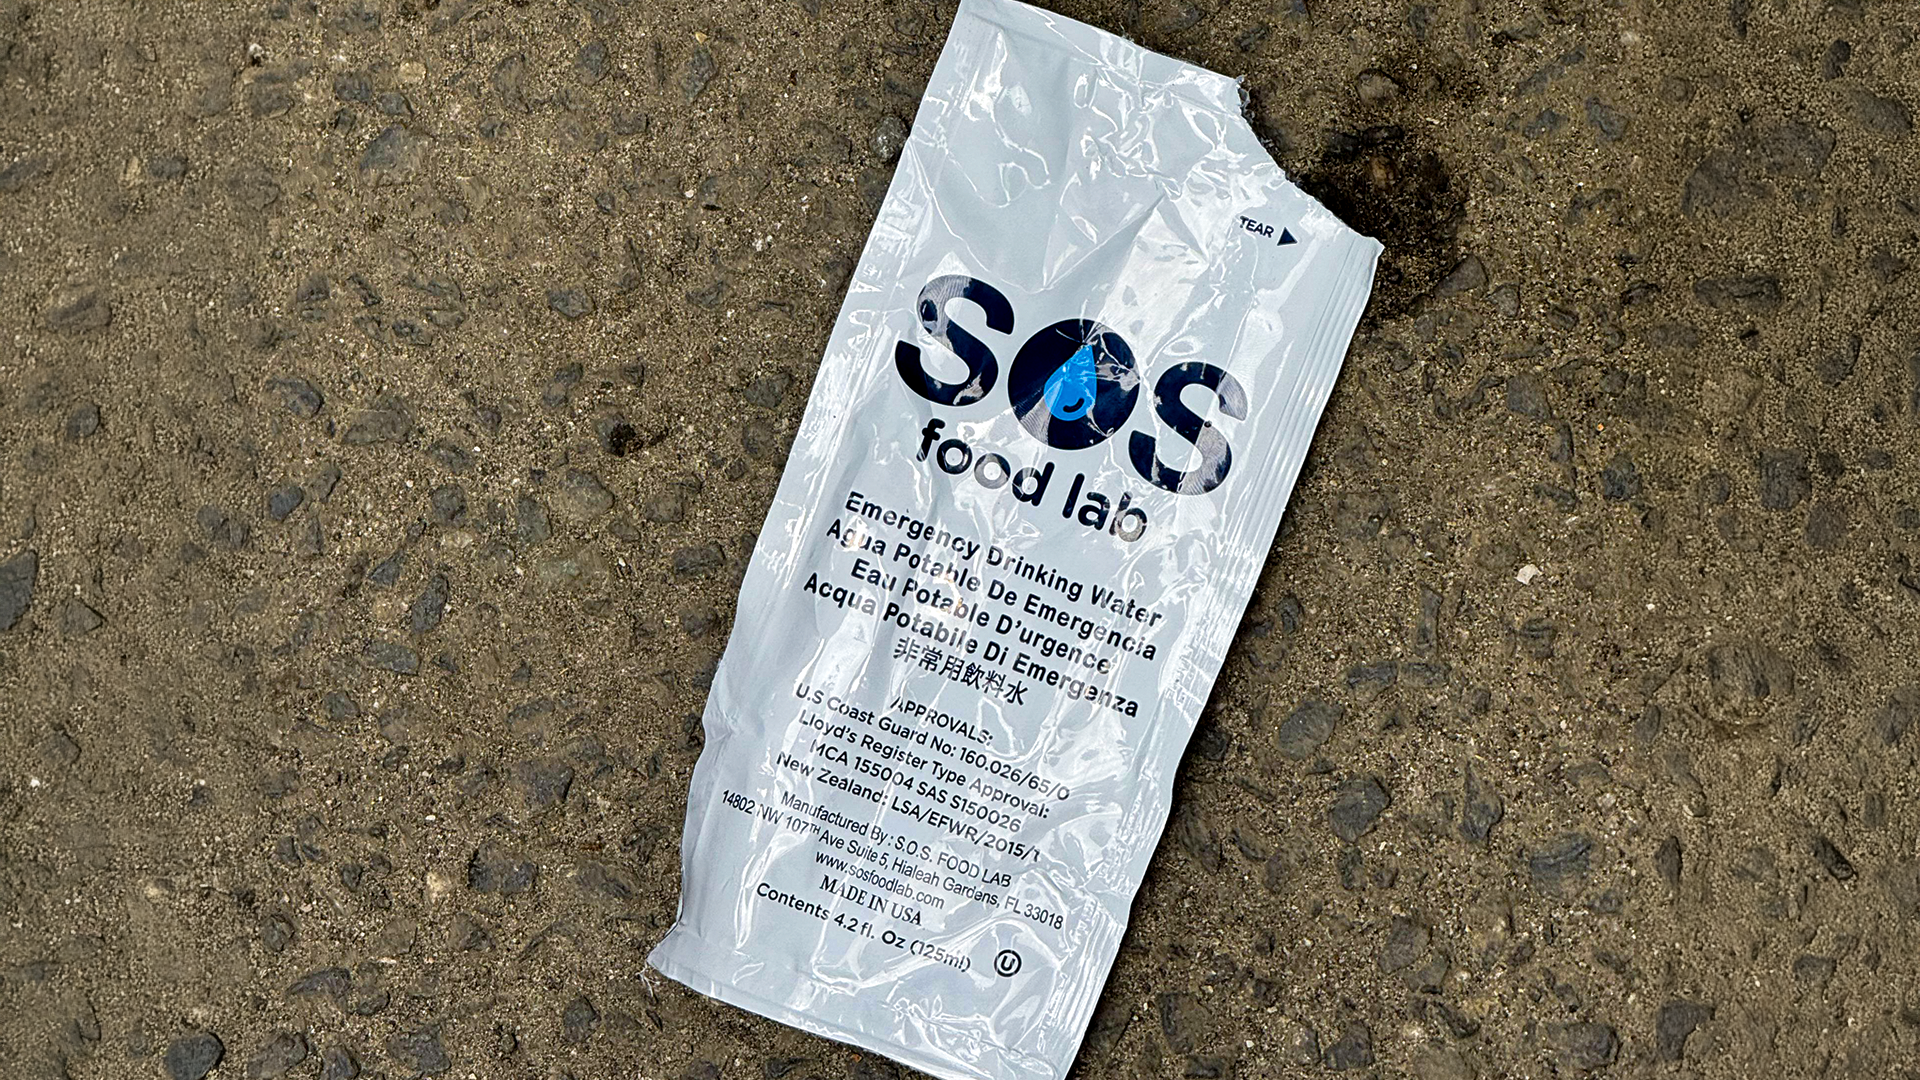 TEAR
SOS
food lab
Emergency Drinking Water
Agua Potable De Emergencia
Eau Potable D'urgence
Acqua Potabile Di Emergenza
非常用飲料水
APPROVALS:
U.S Coast Guard No: 160.026/65/0
Lloyd's Register Type Approval:
MCA 155004 SAS S150026
New Zealand: LSA/EFWR/2015/1
Manufactured By: S.O.S. FOOD LAB
14802 NW 107TH Ave Suite 5, Hialeah Gardens, FL 33018
www.sosfoodlab.com
MADE IN USA
Contents 4.2 fl. Oz (125ml)
U